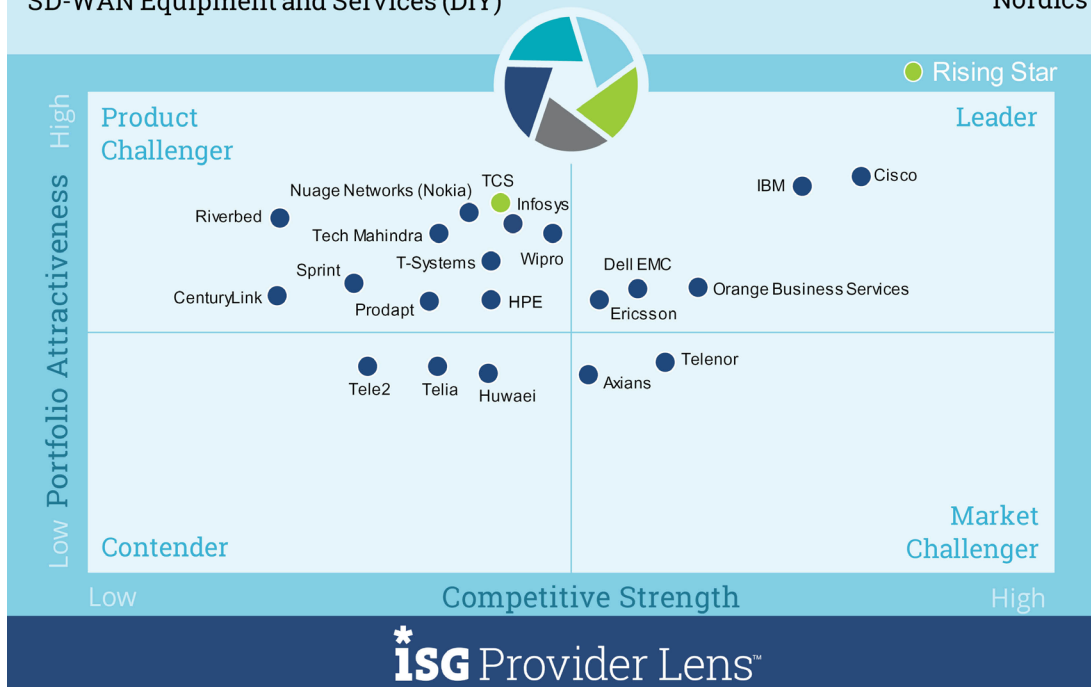 SD-WAN Equipment and Services (DIY)
Nordics
Rising Star
High
Product
Challenger
Leader
TCS
Nuage Networks (Nokia)
IBM
Cisco
Infosys
Riverbed
Tech Mahindra
T-Systems
Wipro
Dell EMC
Sprint
CenturyLink
Prodapt
HPE
Orange Business Services
Ericsson
Portfolio Attractiveness
Telenor
Tele2
Telia
Huwaei
Axians
Low
Contender
Market
Challenger
Low
Competitive Strength
High
iSG Provider Lens™